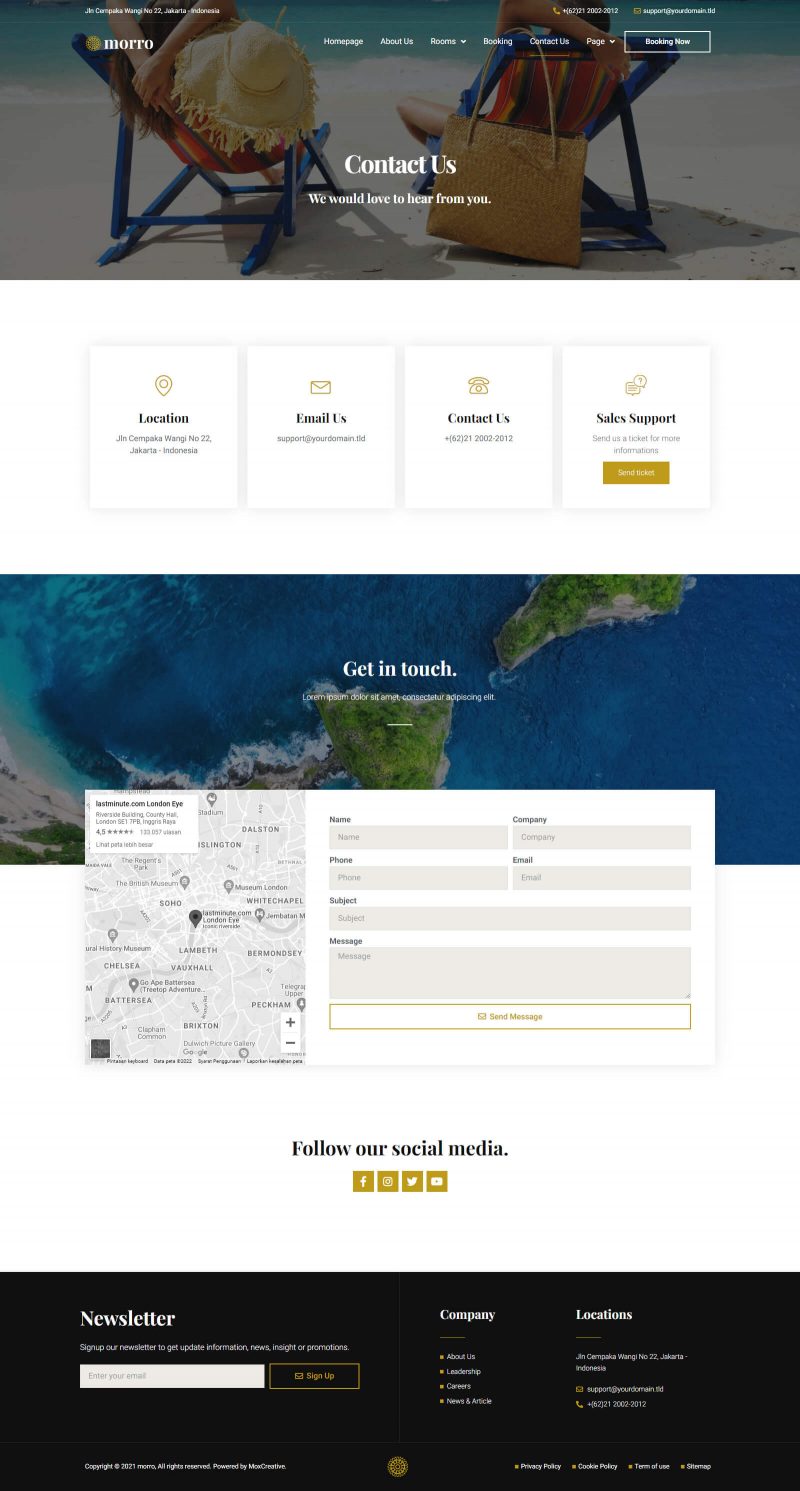 Jln Cempaka Wangi No 22, Jakarta - Indonesia
+(62)21 2002-2012
support@yourdomain.tld
morro
Homepage
About Us
Rooms
Booking
Contact Us
Page
Booking Now
Contact Us
We would love to hear from you.
Location
Jln Cempaka Wangi No 22,
Jakarta - Indonesia
Email Us
support@yourdomain.tld
Contact Us
+(62)21 2002-2012
Sales Support
Send us a ticket for more
informations
Send ticket
Get in touch.
Lorem ipsum dolor sit amet, consectetur adipiscing elit.
Hampstead
lastminute.com London Eye
Riverside Building, County Hall,
London SE1 7PB, Inggris Raya
4,5 ★★★★★ 133.057 ulasan
Lihat peta lebih besar
Stadium
A10
DALSTON
ISLINGTON
MAIDA VALE
The Regent's
Park
A501
BETHNAL
The British Museum
Museum London
WHITECHAPEL
SOHO
A4202
lastminute.com
London Eye
Iconic riverside
Jembatan M
ural History Museum
LAMBETH
BERMONDSEY
CHELSEA
VAUXHALL
A3
A2
Go Ape Battersea
(Treetop Adventure...
BATTERSEA
Telegrap
Upper
PECKHAM
BRIXTON
Clapham
Common
Dulwich Picture Gallery
Google
Pintasan keyboard
Data peta ©2022
Syarat Penggunaan
Laporkan kesalahan peta
Name
Company
Name
Company
Phone
Email
Phone
Email
Subject
Subject
Message
Message
Send Message
Follow our social media.
Newsletter
Signup our newsletter to get update information, news, insight or promotions.
Enter your email
Sign Up
Company
About Us
Leadership
Careers
News & Article
Locations
Jln Cempaka Wangi No 22, Jakarta -
Indonesia
support@yourdomain.tld
+(62)21 2002-2012
Copyright © 2021 morro, All rights reserved. Powered by MoxCreative.
Privacy Policy
Cookie Policy
Term of use
Sitemap